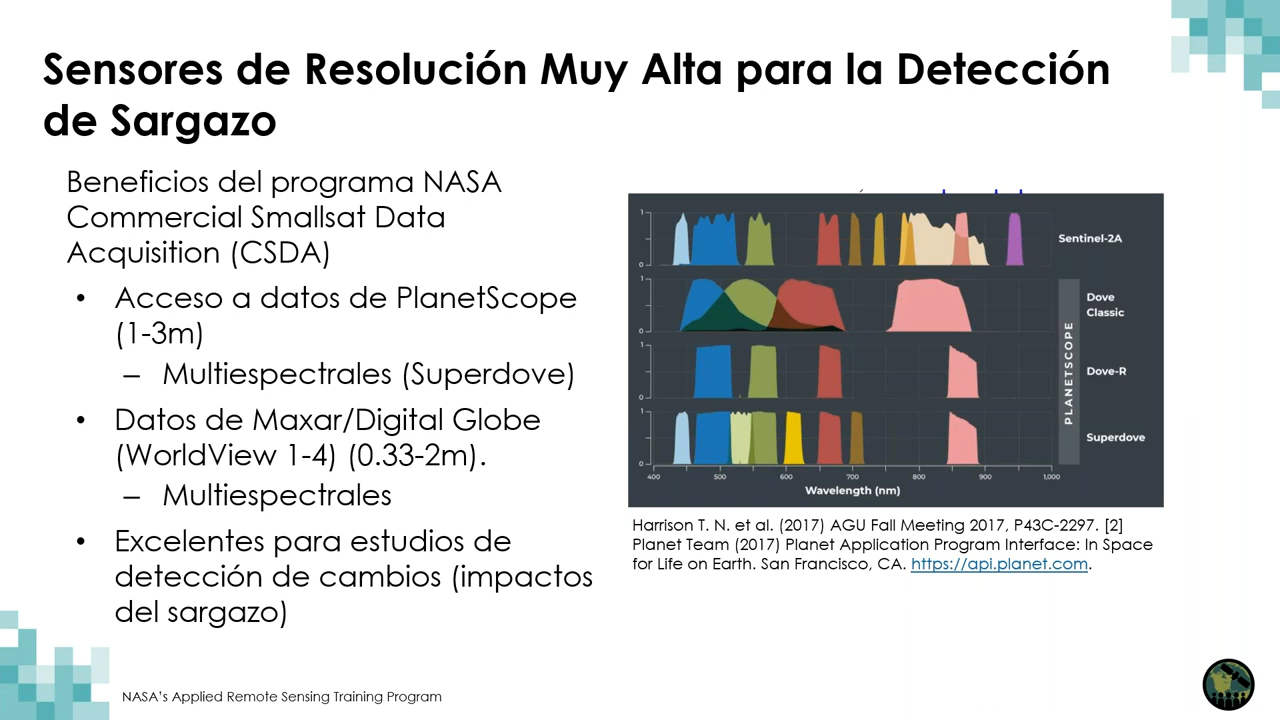 Sensores de Resolución Muy Alta para la Detección
de Sargazo
Beneficios del programa NASA
Commercial Smallsat Data
Acquisition (CSDA)
• Acceso a datos de PlanetScope
(1-3m)
– Multiespectrales (Superdove)
• Datos de Maxar/Digital Globe
(WorldView 1-4) (0.33-2m).
– Multiespectrales
• Excelentes para estudios de
detección de cambios (impactos
del sargazo)
1
0
Sentinel-2A
1
0
Dove
Classic
1
0
Dove-R
1
0
Superdove
PLANETSCOPE
400 500 600 700 800 900 1,000
Wavelength (nm)
Harrison T. N. et al. (2017) AGU Fall Meeting 2017, P43C-2297. [2]
Planet Team (2017) Planet Application Program Interface: In Space
for Life on Earth. San Francisco, CA. https://api.planet.com.
NASA's Applied Remote Sensing Training Program